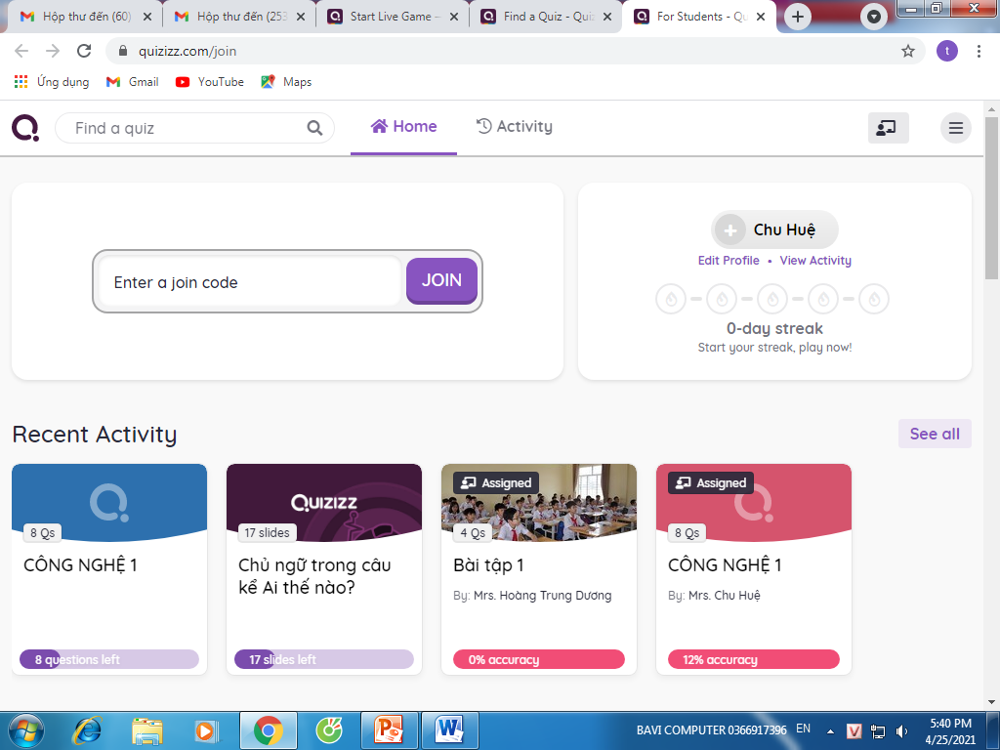 Hộp thư đến (60)
Hộp thư đến (253
Start Live Game –
Find a Quiz - Quiz
For Students - Qu
quizizz.com/join
t
Ứng dụng
Gmail
YouTube
Maps
Find a quiz
Home
Activity
Enter a join code
JOIN
Chu Huệ
Edit Profile • View Activity
0-day streak
Start your streak, play now!
Recent Activity
See all
8 Qs
CÔNG NGHỆ 1
8 questions left
Quizizz
17 slides
Chủ ngữ trong câu
kể Ai thế nào?
17 slides left
Assigned
4 Qs
Bài tập 1
By: Mrs. Hoàng Trung Dương
0% accuracy
Assigned
8 Qs
CÔNG NGHỆ 1
By: Mrs. Chu Huệ
12% accuracy
BAVI COMPUTER 0366917396
EN
5:40 PM
4/25/2021